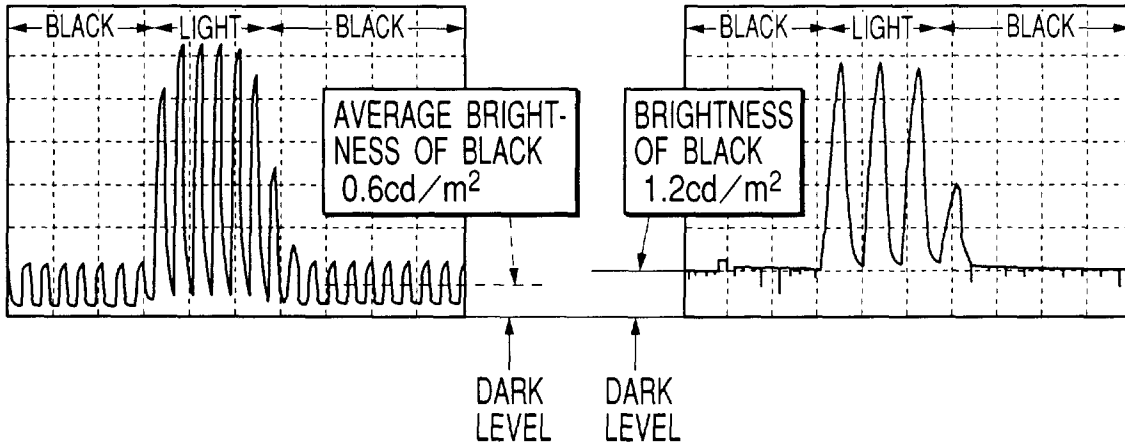 BLACK LIGHT BLACK
BLACK LIGHT BLACK
AVERAGE BRIGHT-
NESS OF BLACK
0.6cd/m²
BRIGHTNESS
OF BLACK
1.2cd/m²
DARK
LEVEL
DARK
LEVEL